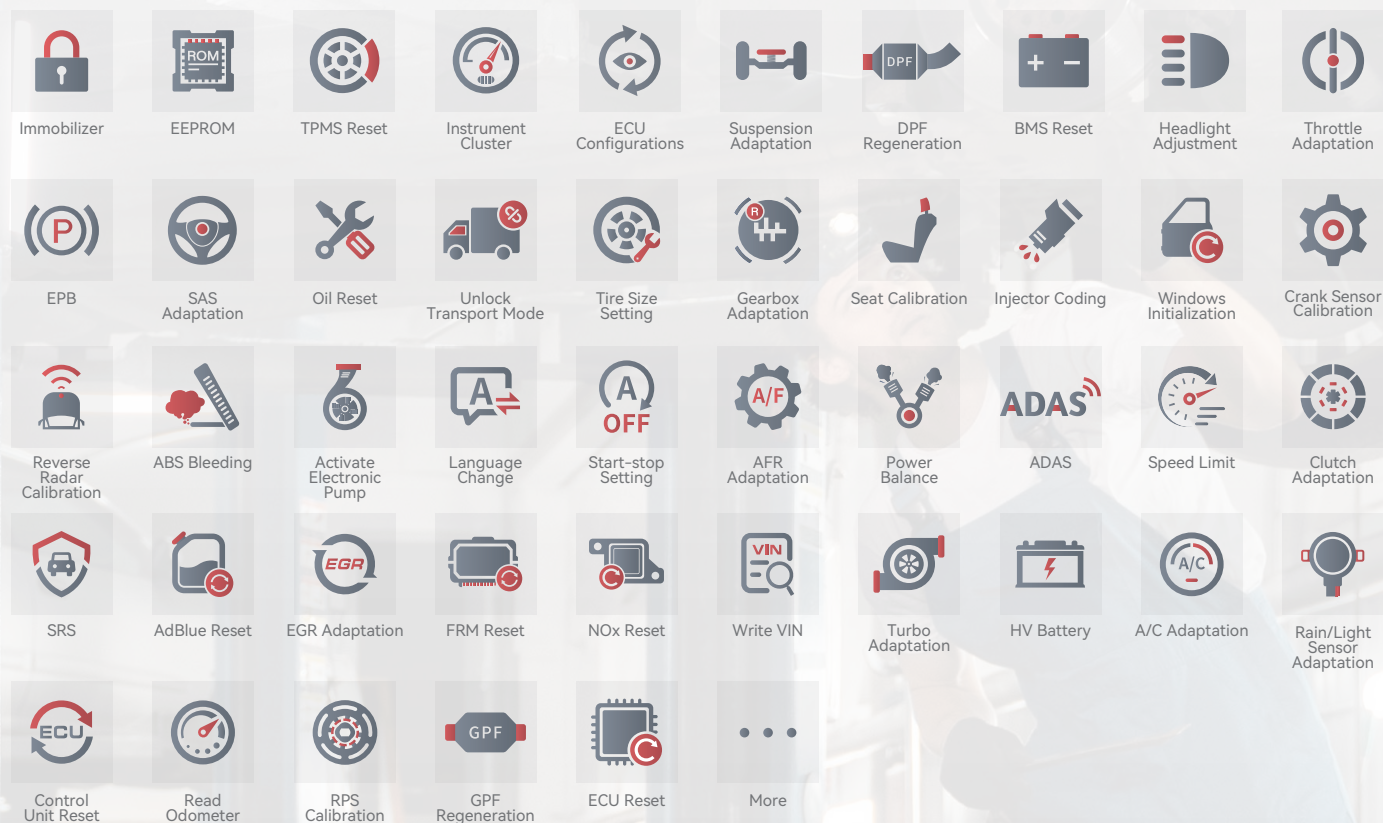 ROM
DPF
Immobilizer
EEPROM
TPMS Reset
Instrument
Cluster
ECU
Configurations
Suspension
Adaptation
DPF
Regeneration
BMS Reset
Headlight
Adjustment
Throttle
Adaptation
P
R
EPB
SAS
Adaptation
Oil Reset
Unlock
Transport Mode
Tire Size
Setting
Gearbox
Adaptation
Seat Calibration
Injector Coding
Windows
Initialization
Crank Sensor
Calibration
A
A
OFF
A/F
ADAS
Reverse
Radar
Calibration
ABS Bleeding
Activate
Electronic
Pump
Language
Change
Start-stop
Setting
AFR
Adaptation
Power
Balance
ADAS
Speed Limit
Clutch
Adaptation
EGR
VIN
A/C
SRS
AdBlue Reset
EGR Adaptation
FRM Reset
NOx Reset
Write VIN
Turbo
Adaptation
HV Battery
A/C Adaptation
Rain/Light
Sensor
Adaptation
ECU
GPF
Control
Unit Reset
Read
Odometer
RPS
Calibration
GPF
Regeneration
ECU Reset
More